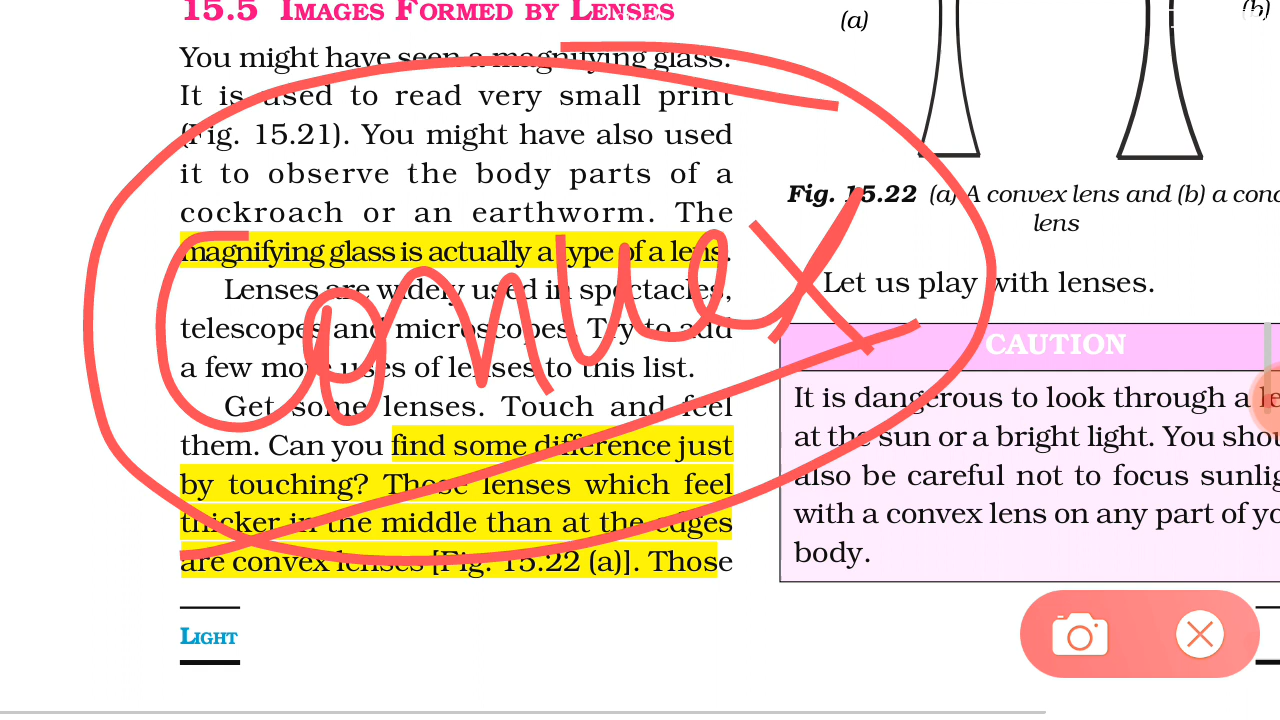 15.5 IMAGES FORMED BY LENSES
You might have seen a magnifying glass.
It is used to read very small print
(Fig. 15.21). You might have also used
it to observe the body parts of a
cockroach or an earthworm. The
magnifying glass is actually a type of a lens.
Lenses are widely used in spectacles,
telescopes and microscopes. Try to add
a few more uses of lenses to this list.
Get some lenses. Touch and feel
them. Can you find some difference just
by touching? Those lenses which feel
thicker in the middle than at the edges
are convex lenses [Fig. 15.22 (a)]. Those
Convex
LIGHT
(a)
(b)
Fig. 15.22 (a) A convex lens and (b) a conc
lens
Let us play with lenses.
CAUTION
It is dangerous to look through a le
at the sun or a bright light. You shou
also be careful not to focus sunlig
with a convex lens on any part of yo
body.